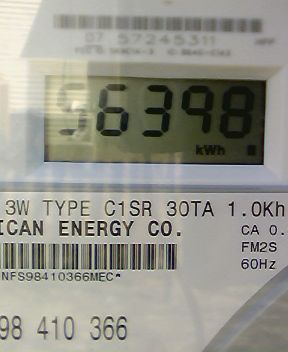 07 57245311
56398
kWh
3W TYPE C1SR 30TA 1.0Kh
ICAN ENERGY CO. CA 0.
FM2S
60Hz
NFS98410366MEC*
98 410 366